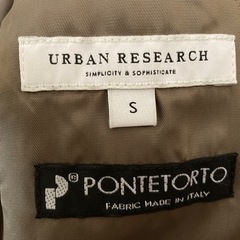 URBAN RESEARCH
SIMPLICITY & SOPHISTICATE
S
P®
PONTETORTO
FABRIC MADE IN ITALY